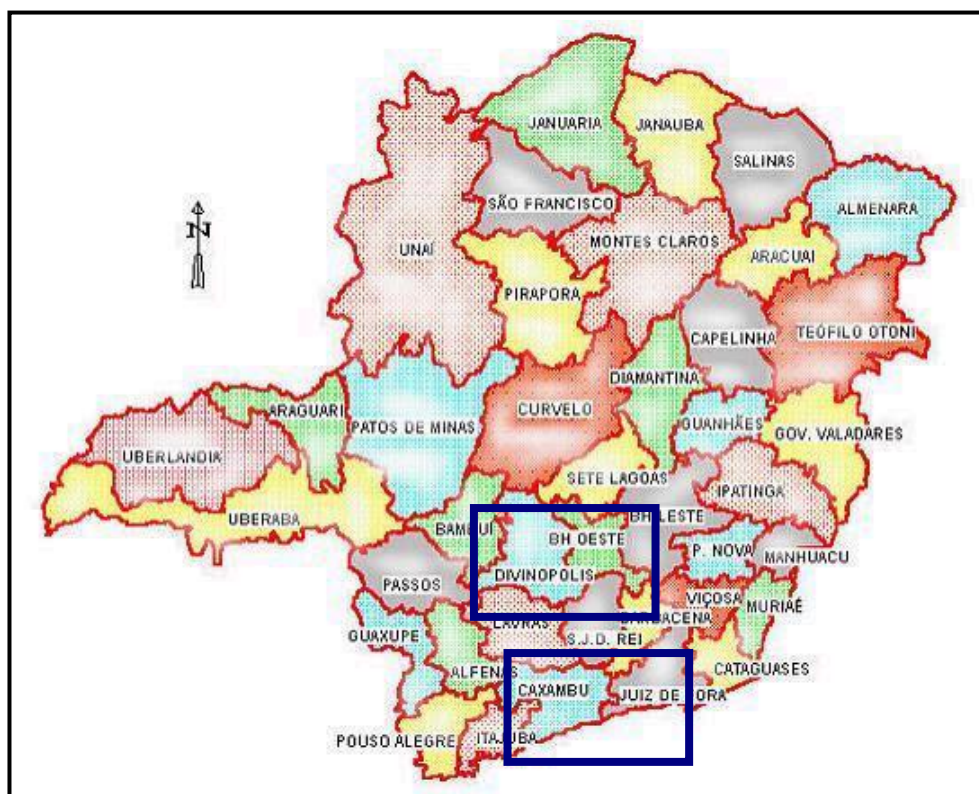 JANUARIA
JANAUBA
SALINAS
SÃO FRANCISCO
ALMENARA
N
UNAÍ
MONTES CLAROS
ARACUAI
PIRAPORA
CAPELINHA
TEÓFILO OTONI
DIAMANTINA
ARAGUARI
CURVELO
PATOS DE MINAS
GUANHÃES
GOV. VALADARES
UBERLANDIA
SETE LAGOAS
IPATINGA
UBERABA
BH LESTE
BAMBUI
BH OESTE
P. NOVA
MANHUACU
DIVINOPOLIS
PASSOS
VIÇOSA
MURIAÉ
LAVRAS
BARBACENA
GUAXUPE
S.J.D. REI
ALFENAS
CATAGUASES
CAXAMBU
JUIZ DE FORA
POUSO ALEGRE
ITAJUBA